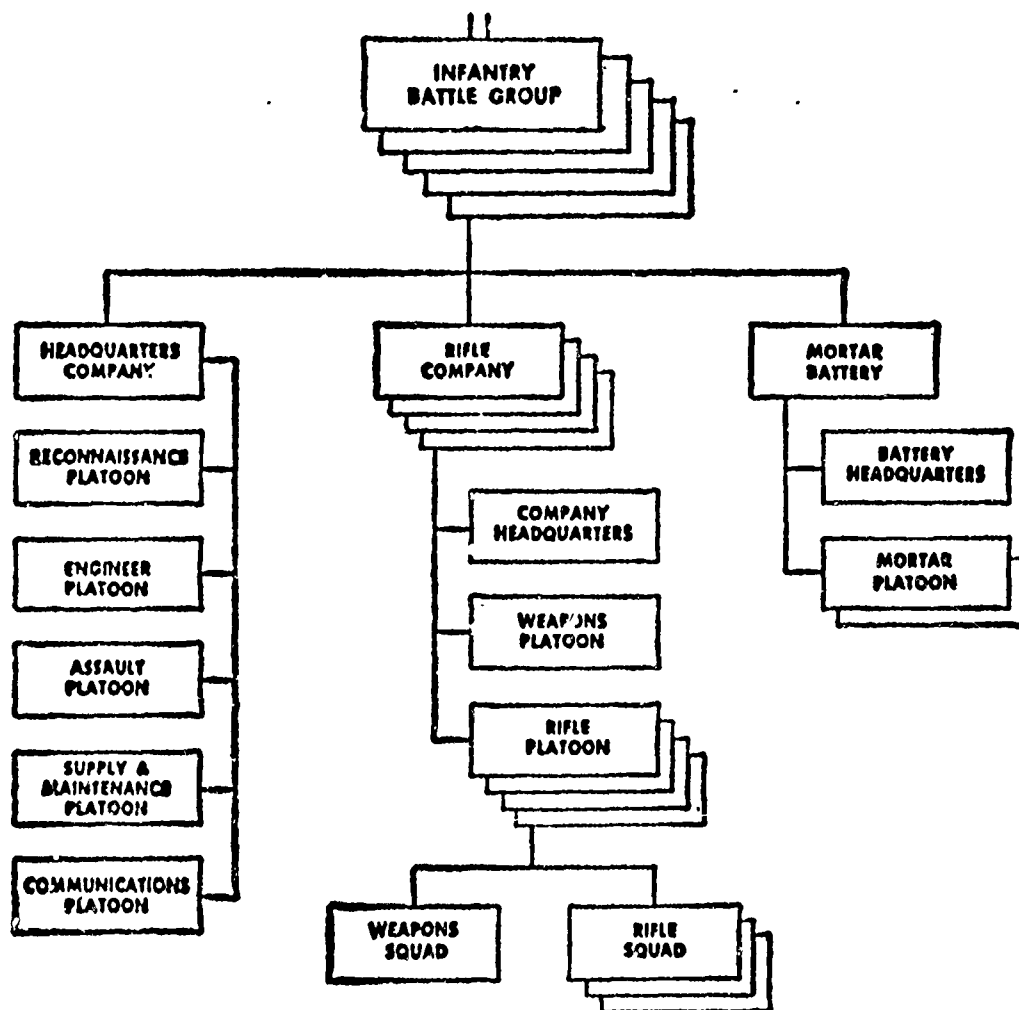 INFANTRY
BATTLE GROUP
HEADQUARTERS
COMPANY
RECONNAISSANCE
PLATOON
ENGINEER
PLATOON
ASSAULT
PLATOON
SUPPLY &
MAINTENANCE
PLATOON
COMMUNICATIONS
PLATOON
RIFLE
COMPANY
COMPANY
HEADQUARTERS
WEAPONS
PLATOON
RIFLE
PLATOON
WEAPONS
SQUAD
RIFLE
SQUAD
MORTAR
BATTERY
BATTERY
HEADQUARTERS
MORTAR
PLATOON